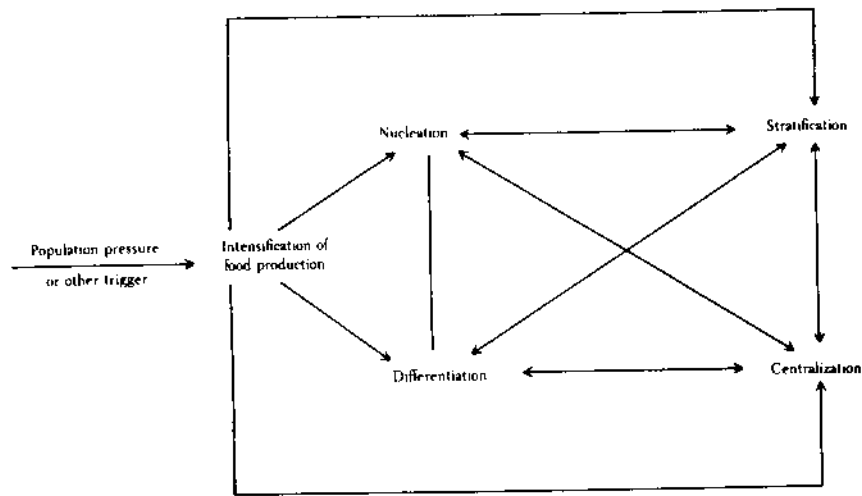 Nucleation
Stratification
Population pressure
or other trigger
Intensification of
food production
Differentiation
Centralization